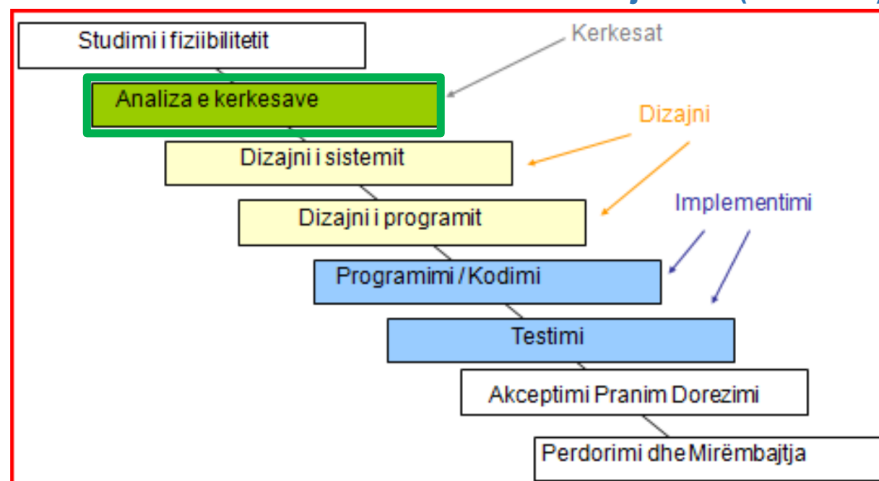 Studimi i fiziibilitetit
Kerkesat
Analiza e kerkesave
Dizajni
Dizajni i sistemit
Implementimi
Dizajni i programit
Programimi / Kodimi
Testimi
Akceptimi Pranim Dorezimi
Perdorimi dhe Mirëmbajtja